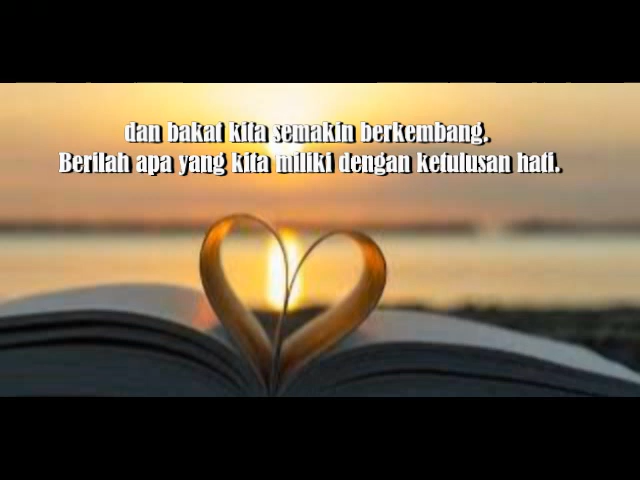 dan bakat kita semakin berkembang.
Berilah apa yang kita miliki dengan ketulusan hati.